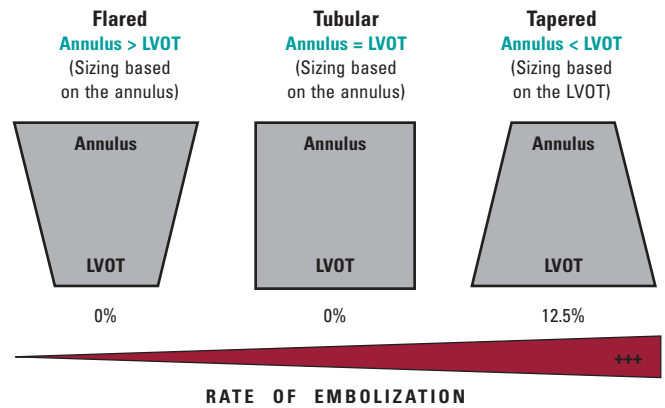 Flared
Annulus > LVOT
(Sizing based
on the annulus)
Tubular
Annulus = LVOT
(Sizing based
on the annulus)
Tapered
Annulus < LVOT
(Sizing based
on the LVOT)
Annulus
LVOT
Annulus
LVOT
Annulus
LVOT
0%
0%
12.5%
+++
RATE OF EMBOLIZATION